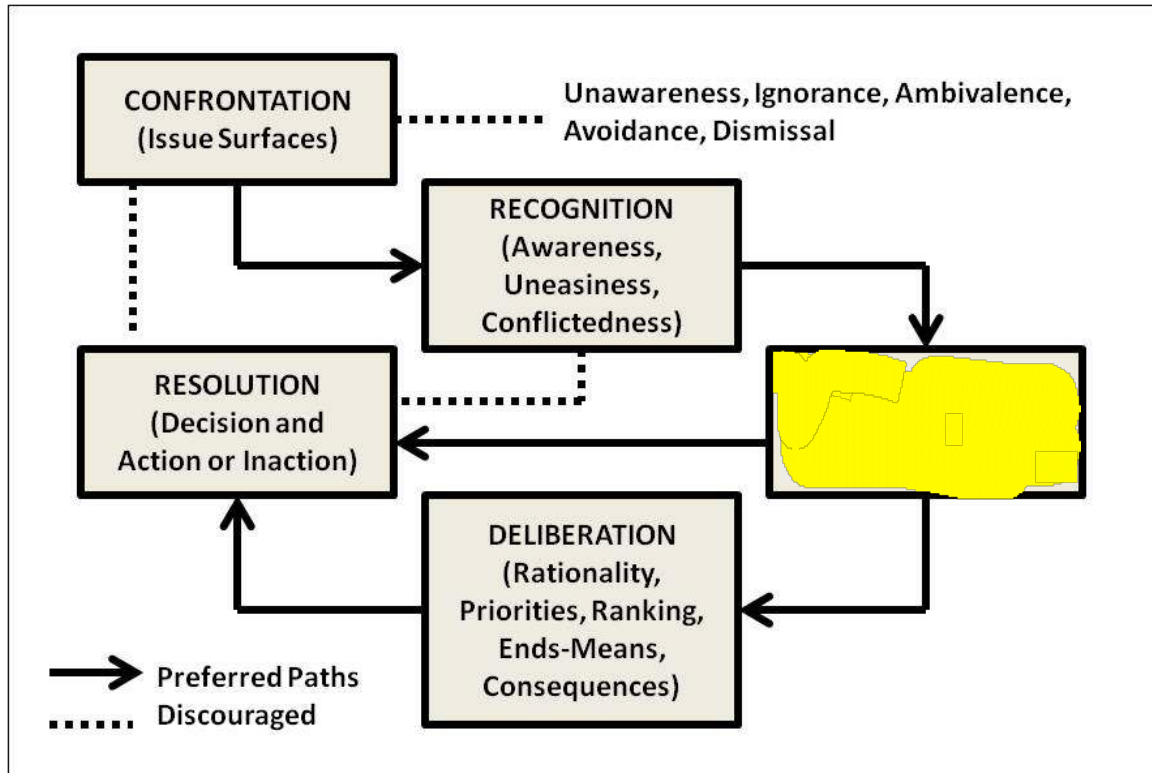 CONFRONTATION
(Issue Surfaces)
Unawareness, Ignorance, Ambivalence,
Avoidance, Dismissal
RECOGNITION
(Awareness,
Uneasiness,
Conflictedness)
RESOLUTION
(Decision and
Action or Inaction)
DELIBERATION
(Rationality,
Priorities, Ranking,
Ends-Means,
Consequences)
Preferred Paths
Discouraged